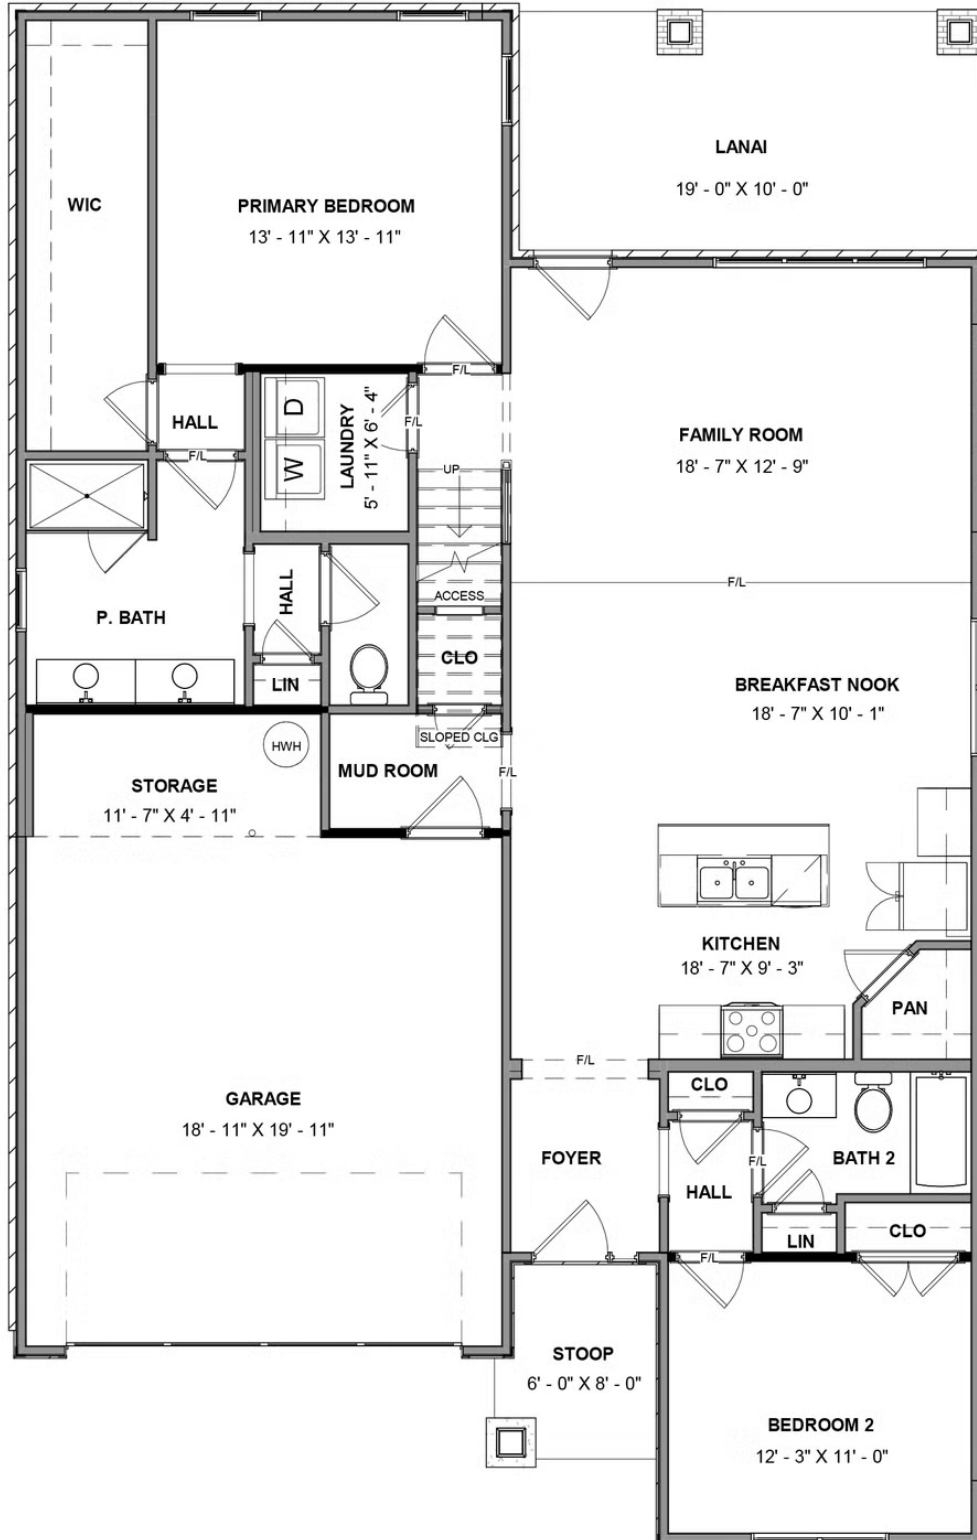 LANAI
19' - 0" X 10' - 0"
WIC
PRIMARY BEDROOM
13' - 11" X 13' - 11"
F/L
HALL
F/L
D
W
LAUNDRY
5' - 11" X 6' - 4"
F/L
UP
FAMILY ROOM
18' - 7" X 12' - 9"
F/L
P. BATH
HALL
LIN
ACCESS
CLO
SLOPED CLG
BREAKFAST NOOK
18' - 7" X 10' - 1"
HWH
STORAGE
11' - 7" X 4' - 11"
MUD ROOM
F/L
KITCHEN
18' - 7" X 9' - 3"
PAN
F/L
GARAGE
18' - 11" X 19' - 11"
CLO
FOYER
HALL
F/L
BATH 2
LIN
CLO
F/L
STOOP
6' - 0" X 8' - 0"
BEDROOM 2
12' - 3" X 11' - 0"